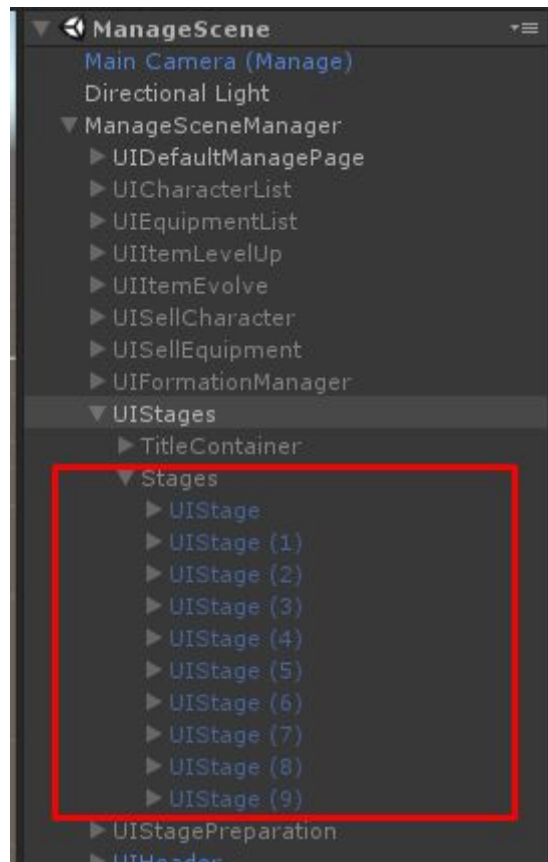 ManageScene
Main Camera (Manage)
Directional Light
ManageSceneManager
UIDefaultManagePage
UICharacterList
UIEquipmentList
UIItemLevelUp
UIItemEvolve
UISellCharacter
UISellEquipment
UIFormationManager
UIStages
TitleContainer
Stages
UIStage
UIStage (1)
UIStage (2)
UIStage (3)
UIStage (4)
UIStage (5)
UIStage (6)
UIStage (7)
UIStage (8)
UIStage (9)
UIStagePreparation
UIHeader